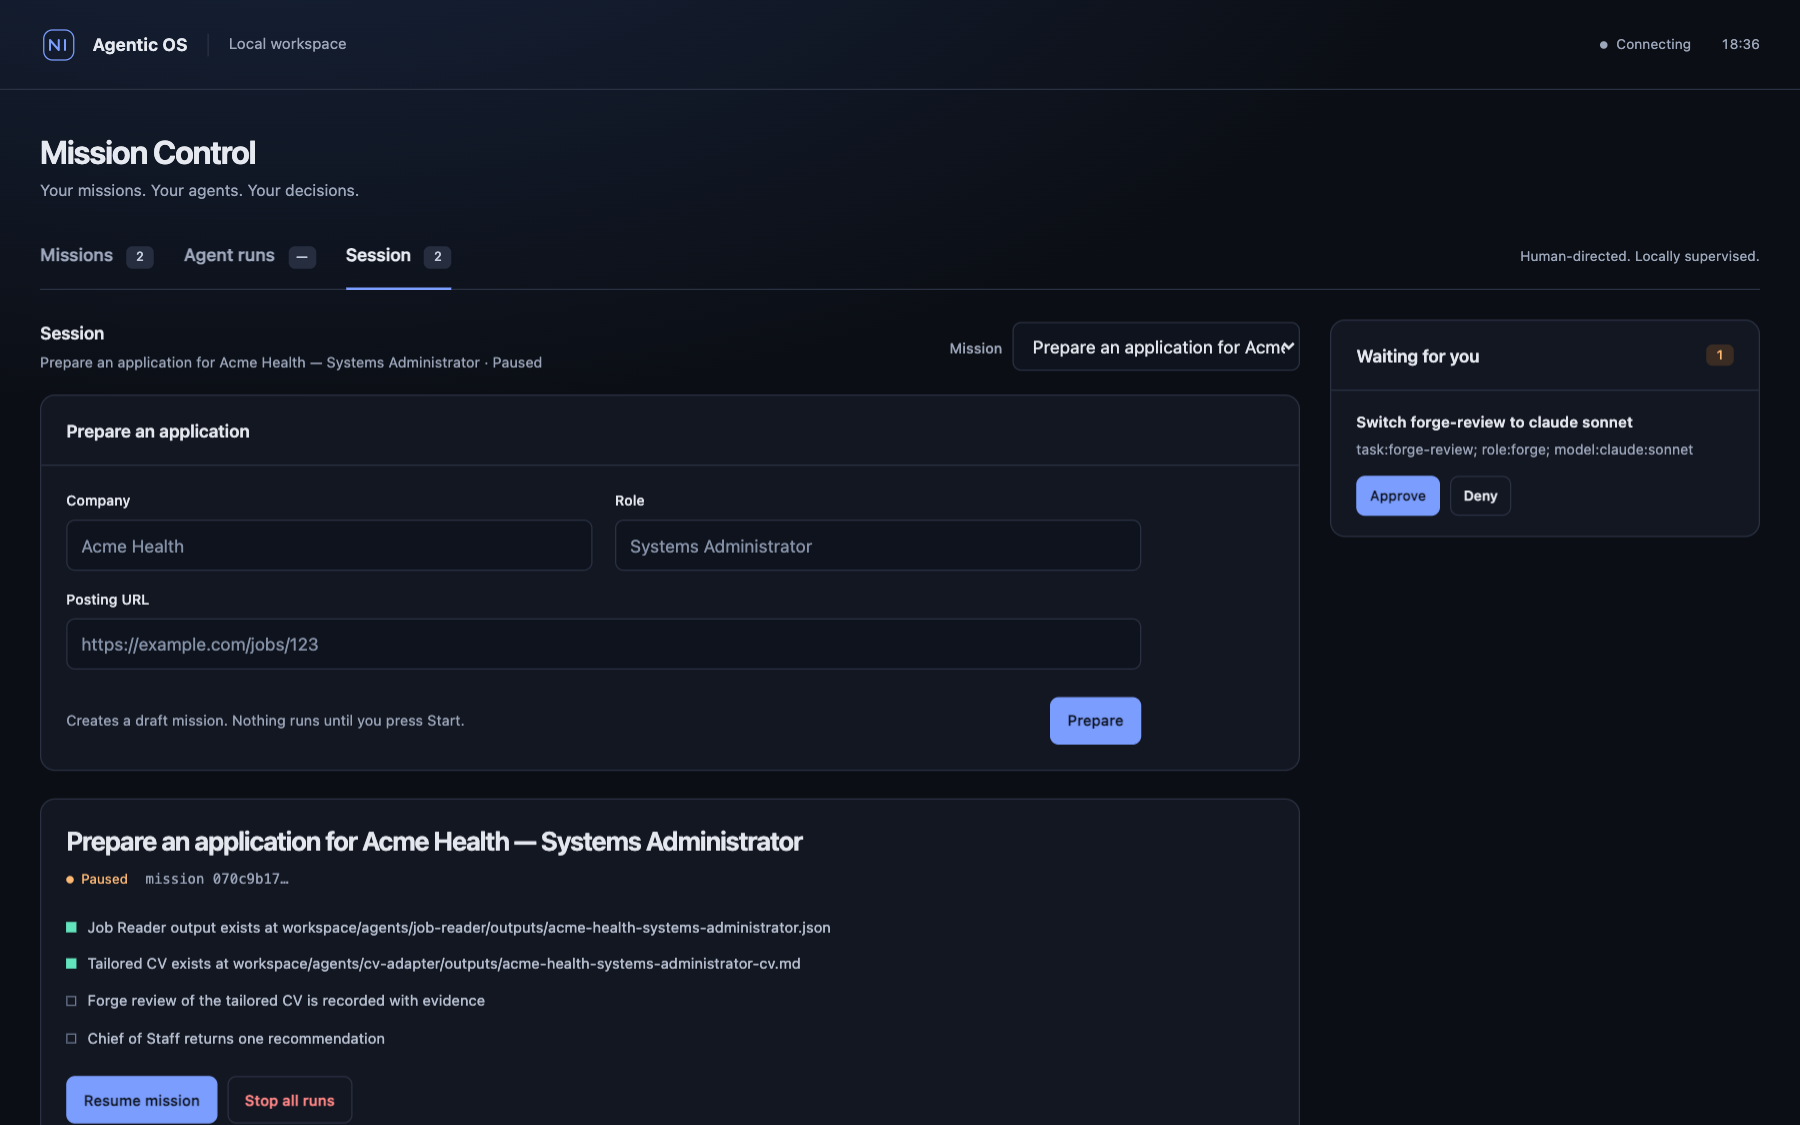 NI Agentic OS Local workspace
Connecting 18:36
Mission Control
Your missions. Your agents. Your decisions.
Missions 2 Agent runs — Session 2
Human-directed. Locally supervised.
Session
Prepare an application for Acme Health — Systems Administrator · Paused
Mission Prepare an application for Acme
Prepare an application
Company
Role
Acme Health
Systems Administrator
Posting URL
https://example.com/jobs/123
Creates a draft mission. Nothing runs until you press Start.
Prepare
Prepare an application for Acme Health — Systems Administrator
Paused mission 070c9b17…
Job Reader output exists at workspace/agents/job-reader/outputs/acme-health-systems-administrator.json
Tailored CV exists at workspace/agents/cv-adapter/outputs/acme-health-systems-administrator-cv.md
Forge review of the tailored CV is recorded with evidence
Chief of Staff returns one recommendation
Resume mission Stop all runs
Waiting for you 1
Switch forge-review to claude sonnet
task:forge-review; role:forge; model:claude:sonnet
Approve Deny